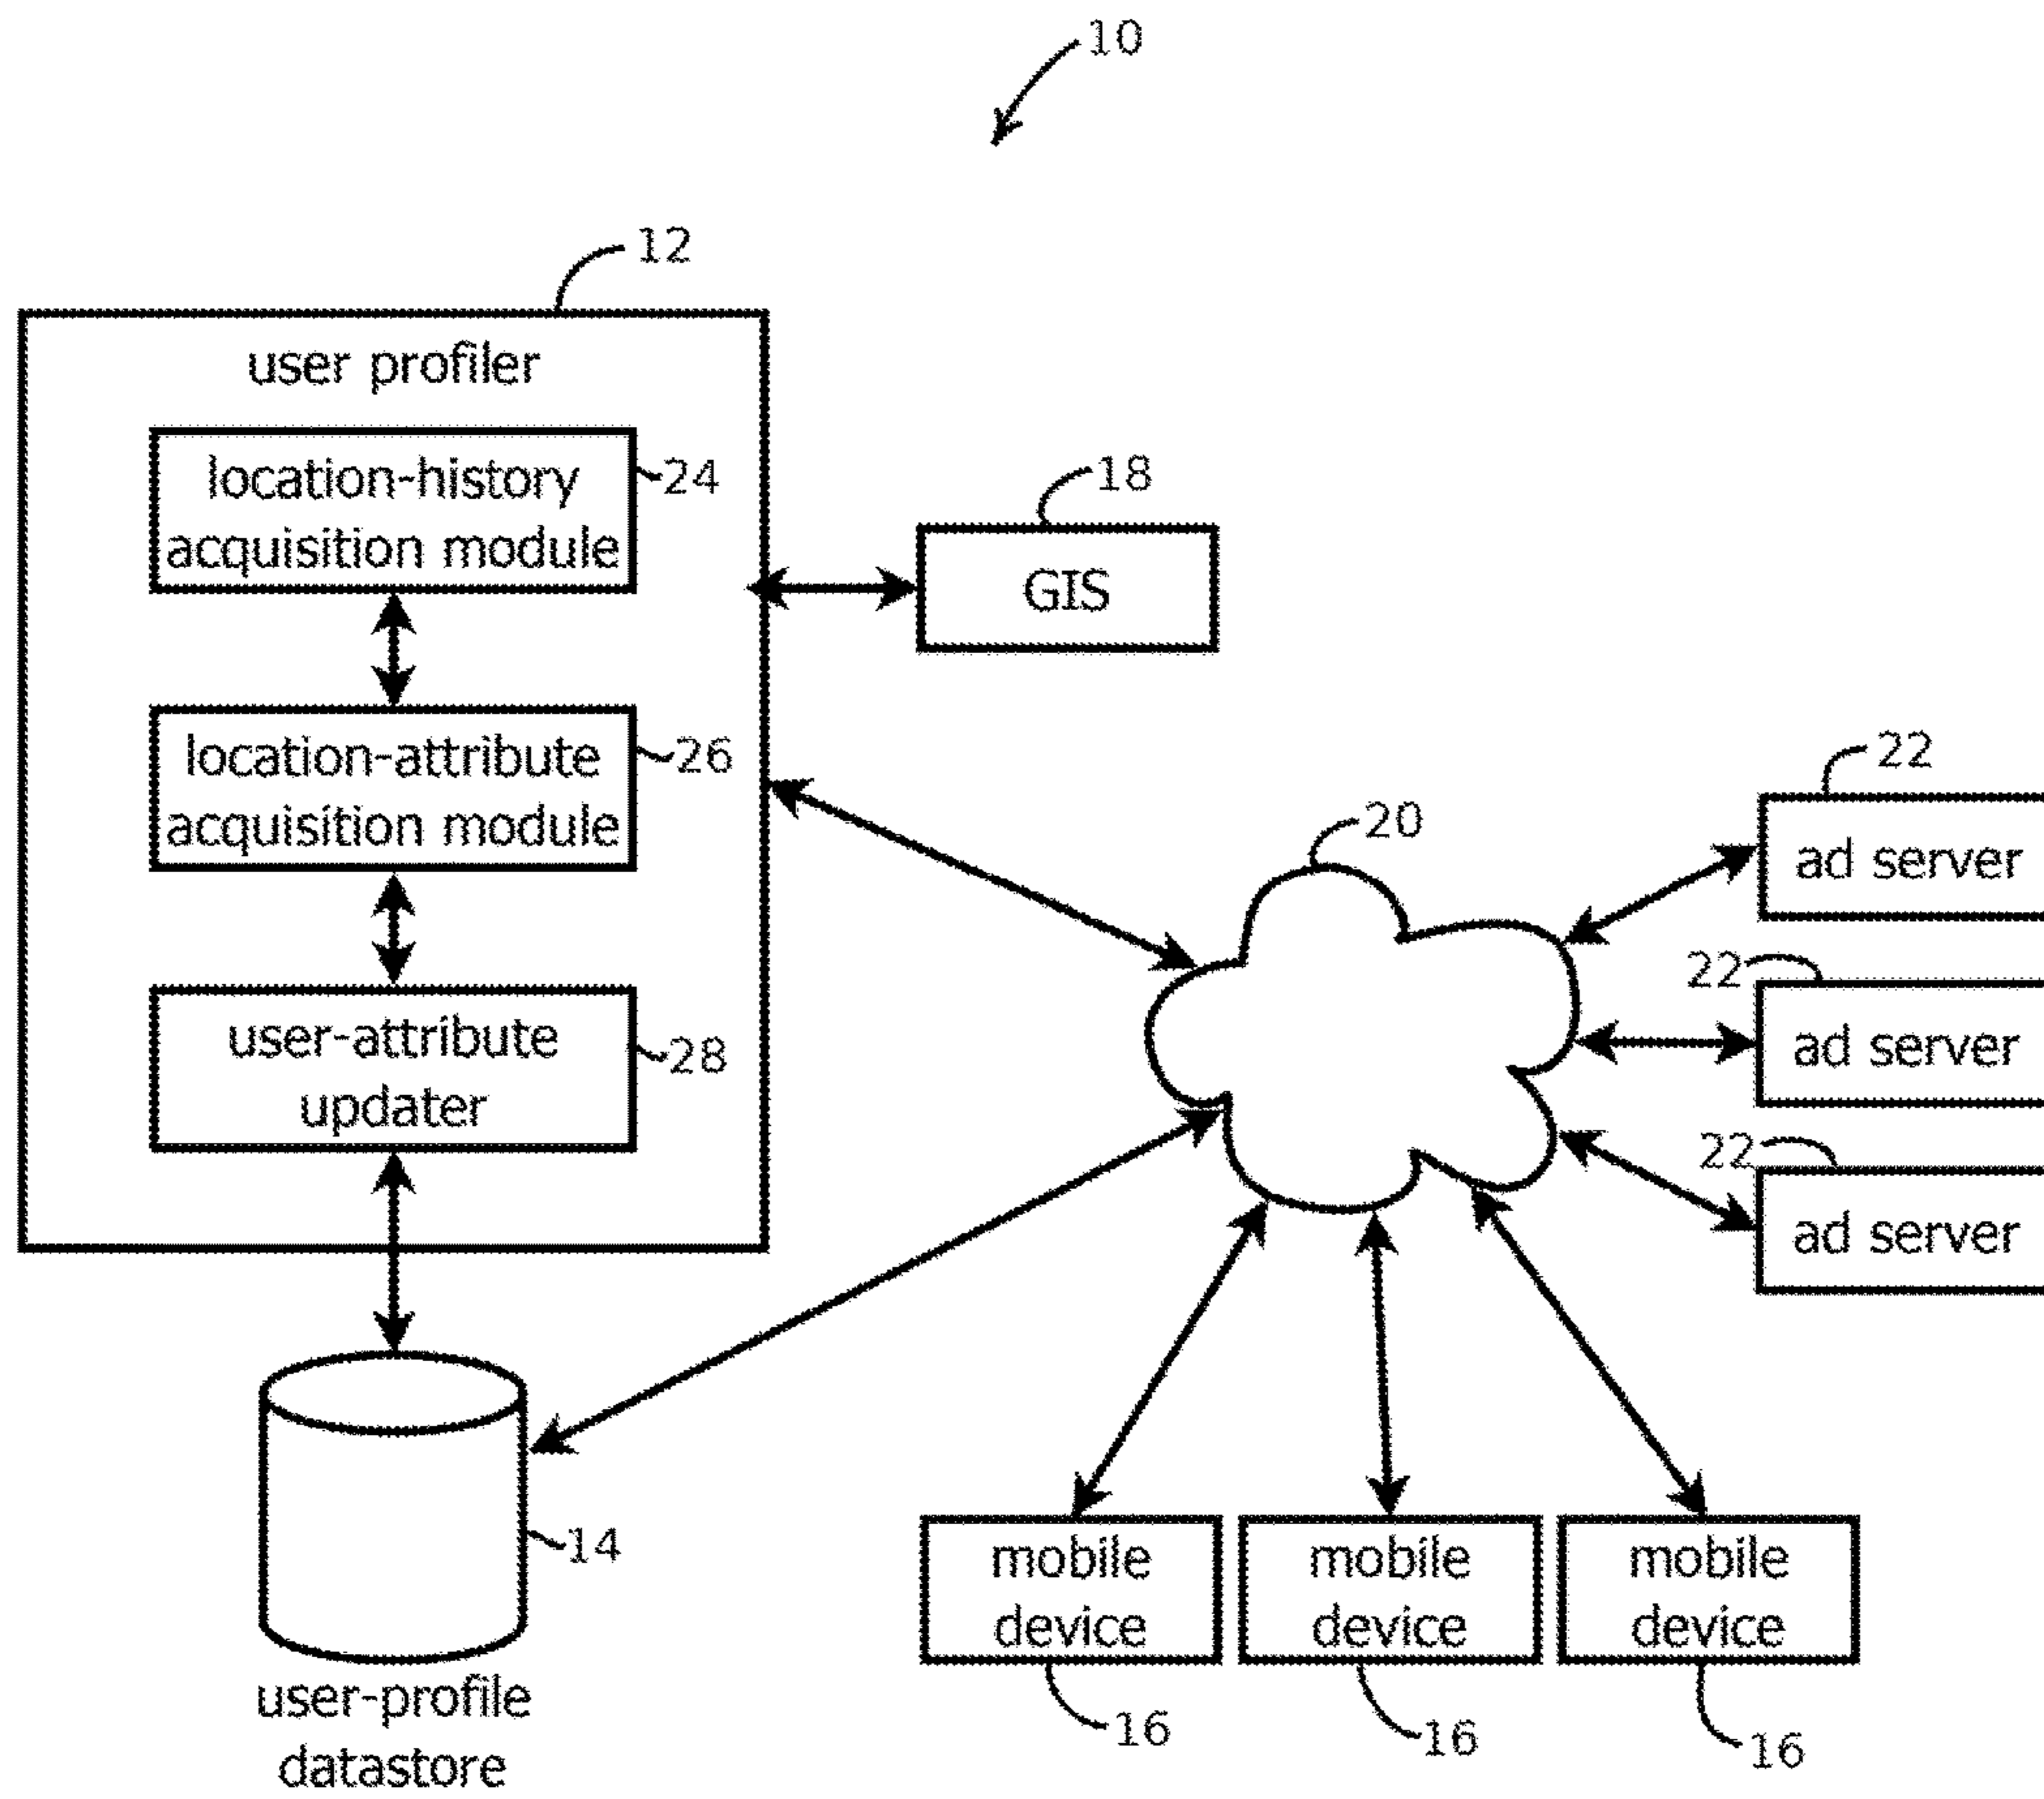 10
12
user profiler
location-history
acquisition module
24
18
GIS
location-attribute
acquisition module
26
22
ad server
20
22
ad server
user-attribute
updater
28
22
ad server
14
mobile
device
mobile
device
mobile
device
16
16
16
user-profile
datastore